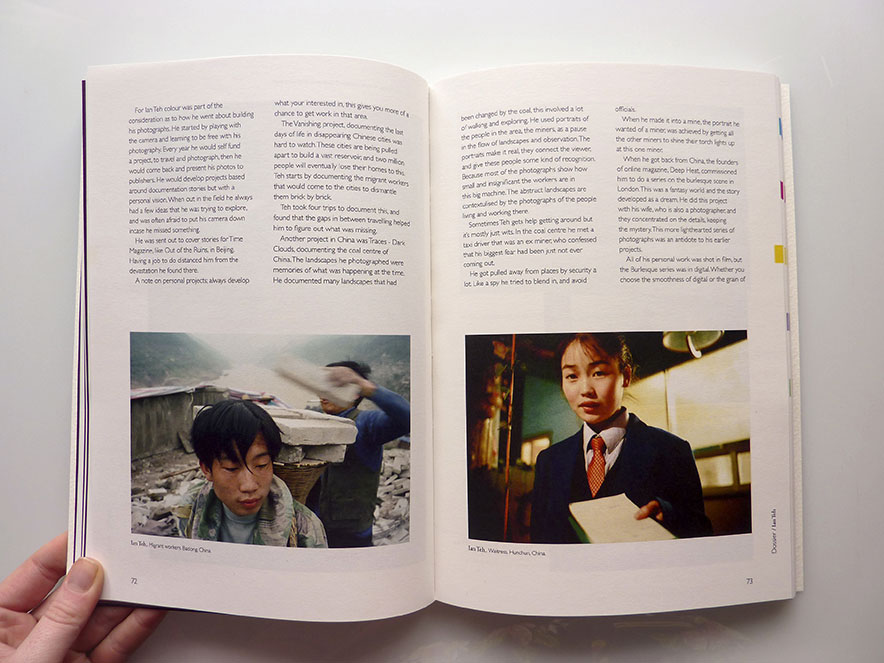 For Ian Teh colour was part of the
consideration as to how he went about building
his photographs. He started by playing with
the camera and learning to be free with his
photography. Every year he would self fund
a project, to travel and photograph, then he
would come back and present his photos to
publishers. He would develop projects based
around documentation stories but with a
personal vision. When out in the field he always
had a few ideas that he was trying to explore,
and was often afraid to put his camera down
incase he missed something.
He was sent out to cover stories for Time
Magazine, like Out of the Ruins, in Beijing.
Having a job to do distanced him from the
devestation he found there.
A note on personal projects: always develop
what your interested in, this gives you more of a
chance to get work in that area.
The Vanishing project, documenting the last
days of life in disappearing Chinese cities was
hard to watch. These cities are being pulled
apart to build a vast reservoir, and two million
people will eventually lose their homes to this.
Teh starts by documenting the migrant workers
that would come to the cities to dismantle
them brick by brick.
Teh took four trips to document this, and
found that the gaps in between travelling helped
him to figure out what was missing.
Another project in China was Traces - Dark
Clouds, documenting the coal centre of
China. The landscapes he photographed were
memories of what was happening at the time.
He documented many landscapes that had
Ian Teh, Migrant workers. Badong, China.
72
been changed by the coal, this involved a lot
of walking and exploring. He used portraits of
the people in the area, the miners, as a pause
in the flow of landscapes and observation. The
portraits make it real, they connect the viewer,
and give these people some kind of recognition.
Because most of the photographs show how
small and insignificant the workers are in
this big machine. The abstract landscapes are
contextulised by the photographs of the people
living and working there.
Sometimes Teh gets help getting around but
it's mostly just wits. In the coal centre he met a
taxi driver that was an ex miner, who confessed
that his biggest fear had been just not ever
coming out.
He got pulled away from places by security a
lot. Like a spy he tried to blend in, and avoid
officials.
When he made it into a mine, the portrait he
wanted of a miner, was achieved by getting all
the other miners to shine their torch lights up
at this one miner.
When he got back from China, the founders
of online magazine, Deep Heat, commissioned
him to do a series on the burlesque scene in
London. This was a fantasy world and the story
developed as a dream. He did this project
with his wife, who is also a photographer, and
they concentrated on the details, keeping
the mystery. This more lighthearted series of
photographs was an antidote to his earlier
projects.
All of his personal work was shot in film, but
the Burlesque series was in digital. Whether you
choose the smoothness of digital or the grain of
Ian Teh, Waitress, Hunchun, China.
Dossier / Ian Teh
73